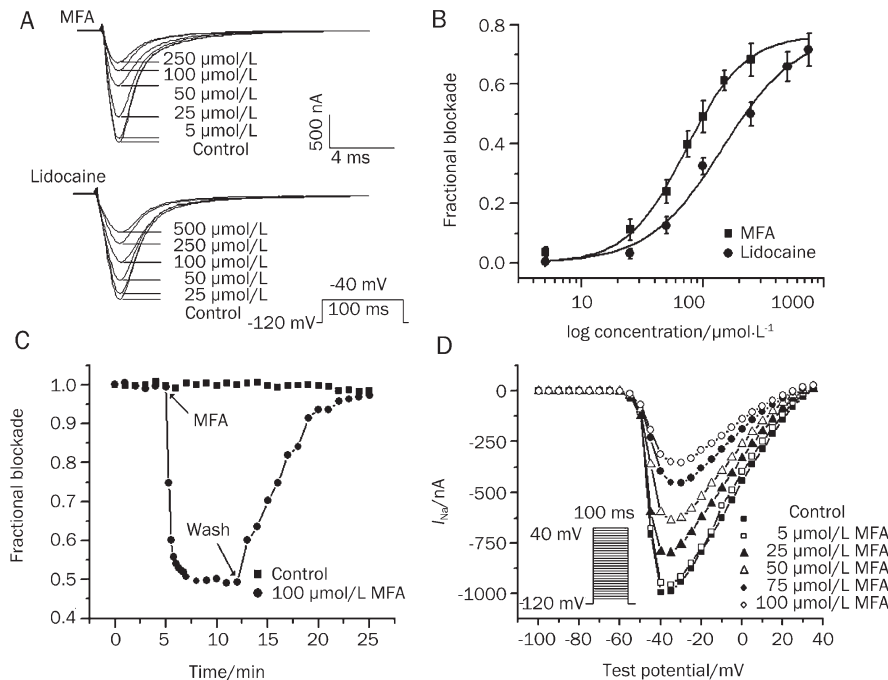 A
MFA
250 µmol/L
100 µmol/L
50 µmol/L
25 µmol/L
5 µmol/L
Control
500 nA
4 ms
Lidocaine
500 µmol/L
250 µmol/L
100 µmol/L
50 µmol/L
25 µmol/L
Control
-40 mV
100 ms
-120 mV
B
Fractional blockade
0.8
0.6
0.4
0.2
0.0
MFA
Lidocaine
10 100 1000
log concentration/µmol·L⁻¹
C
Fractional blockade
1.0
0.9
0.8
0.7
0.6
0.5
0.4
MFA
Wash
Control
100 µmol/L MFA
0 5 10 15 20 25
Time/min
D
I_Na/nA
0
-250
-500
-750
-1000
100 ms
40 mV
-120 mV
Control
5 µmol/L MFA
25 µmol/L MFA
50 µmol/L MFA
75 µmol/L MFA
100 µmol/L MFA
-100 -80 -60 -40 -20 0 20 40
Test potential/mV